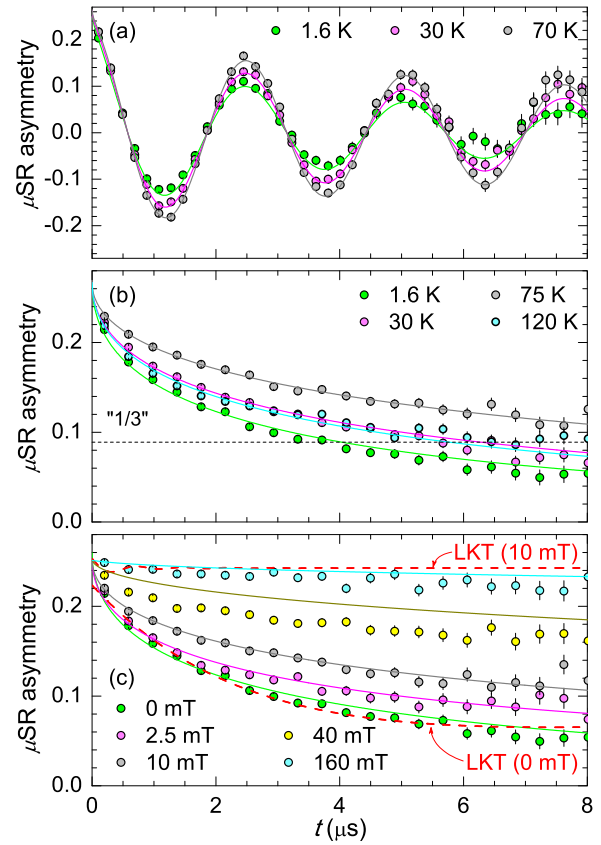 (a)
1.6 K 30 K 70 K
0.2
0.1
0.0
-0.1
-0.2
μSR asymmetry
(b)
1.6 K 75 K
30 K 120 K
"1/3"
0.2
0.1
0.0
μSR asymmetry
(c)
LKT (10 mT)
0 mT
2.5 mT 40 mT
10 mT 160 mT
LKT (0 mT)
0.2
0.1
0.0
μSR asymmetry
0 2 4 6 8
t (μs)